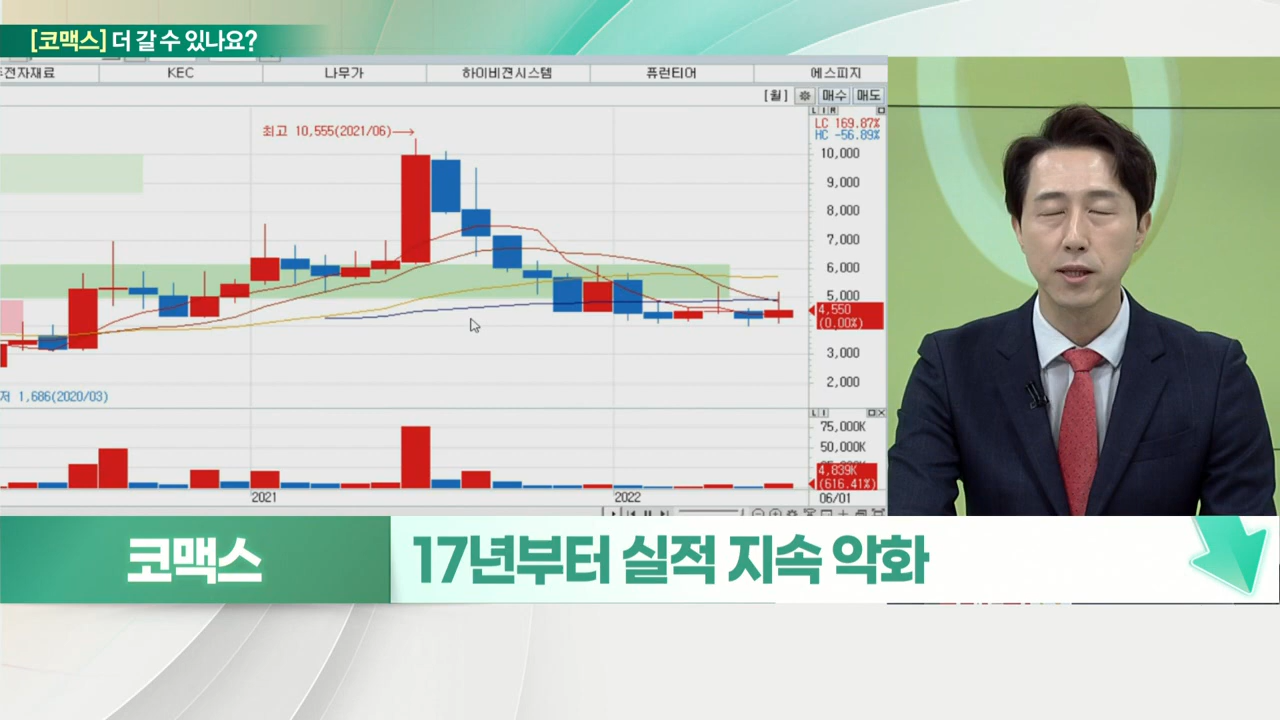 [코맥스] 더 갈 수 있나요?
전자재료 KEC 나무가 하이비젼시스템 퓨런티어 에스피지
[월] 매수 매도
L I R
최고 10,555(2021/06)→
LC 169.87%
HC -56.89%
10,000
9,000
8,000
7,000
6,000
5,000
4,550
(0.00%)
3,000
2,000
저 1,686(2020/03)
L I
75,000K
50,000K
4,839K
(616.41%)
2021 2022 06/01
코맥스 17년부터 실적 지속 악화